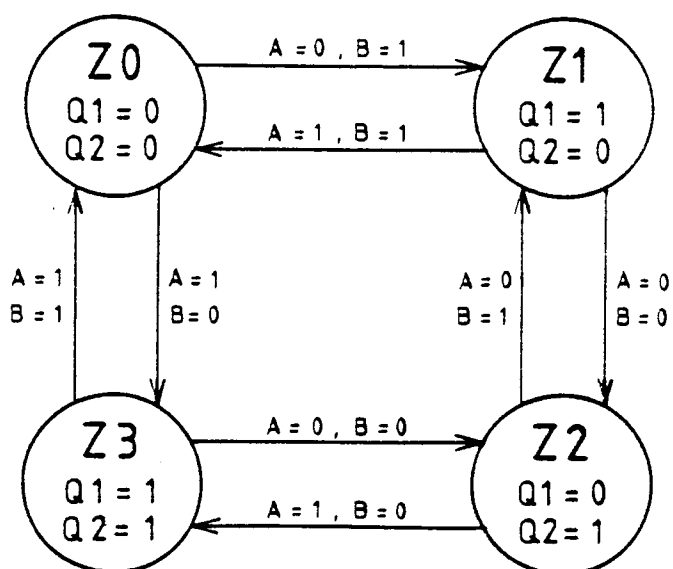 Z0
Q1 = 0
Q2 = 0
A = 0 , B = 1
A = 1 , B = 1
Z1
Q1 = 1
Q2 = 0
A = 1
B = 1
A = 1
B = 0
A = 0
B = 1
A = 0
B = 0
Z3
Q1 = 1
Q2 = 1
A = 0 , B = 0
A = 1 , B = 0
Z2
Q1 = 0
Q2 = 1